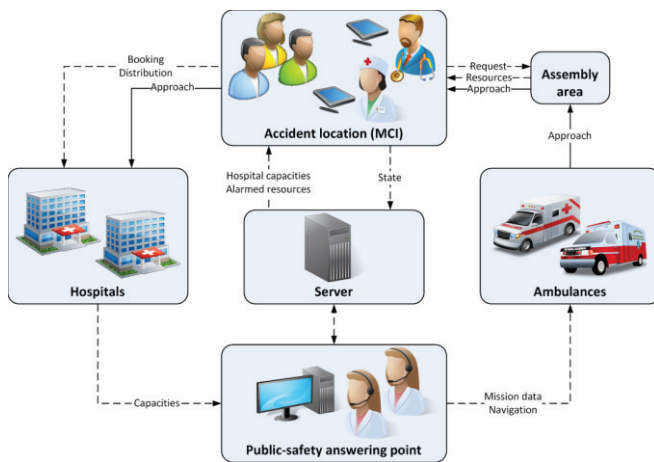 Booking
Distribution
Approach
Request
Resources
Approach
Assembly
area
Accident location (MCI)
Approach
Hospital capacities
Alarmed resources
State
Hospitals
Server
Ambulances
Capacities
Mission data
Navigation
Public-safety answering point